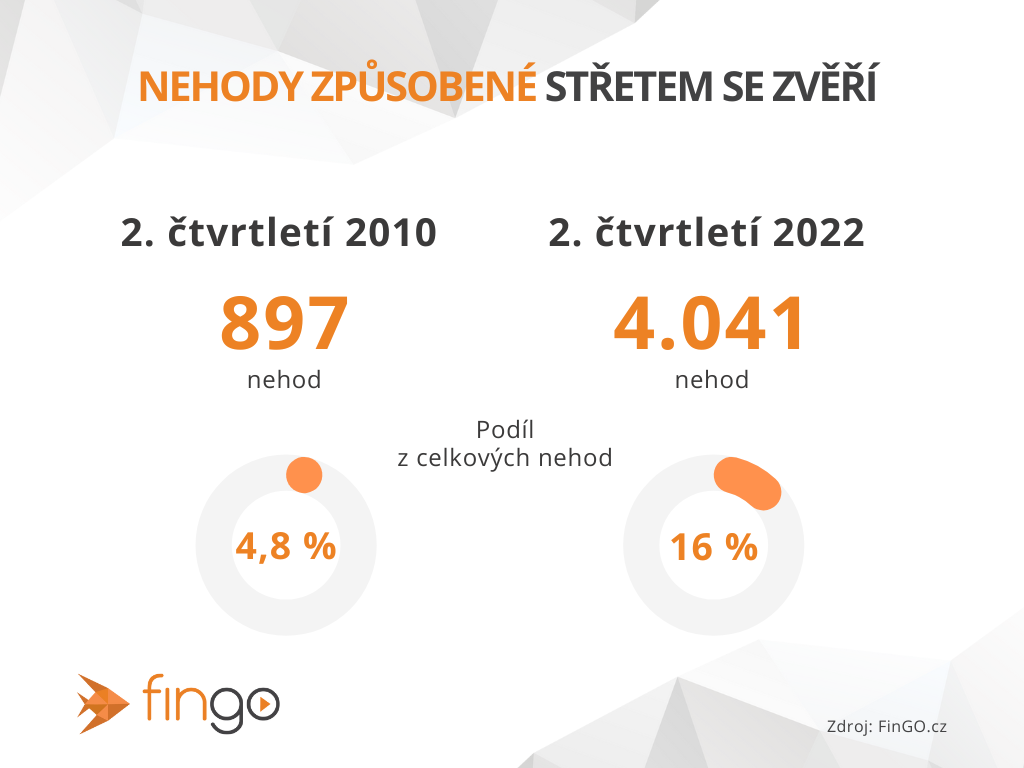 NEHODY ZPŮSOBENÉ STŘETEM SE ZVĚŘÍ
2. čtvrtletí 2010
2. čtvrtletí 2022
897
4.041
nehod
nehod
Podíl
z celkových nehod
4,8 %
16 %
fingo
Zdroj: FinGO.cz